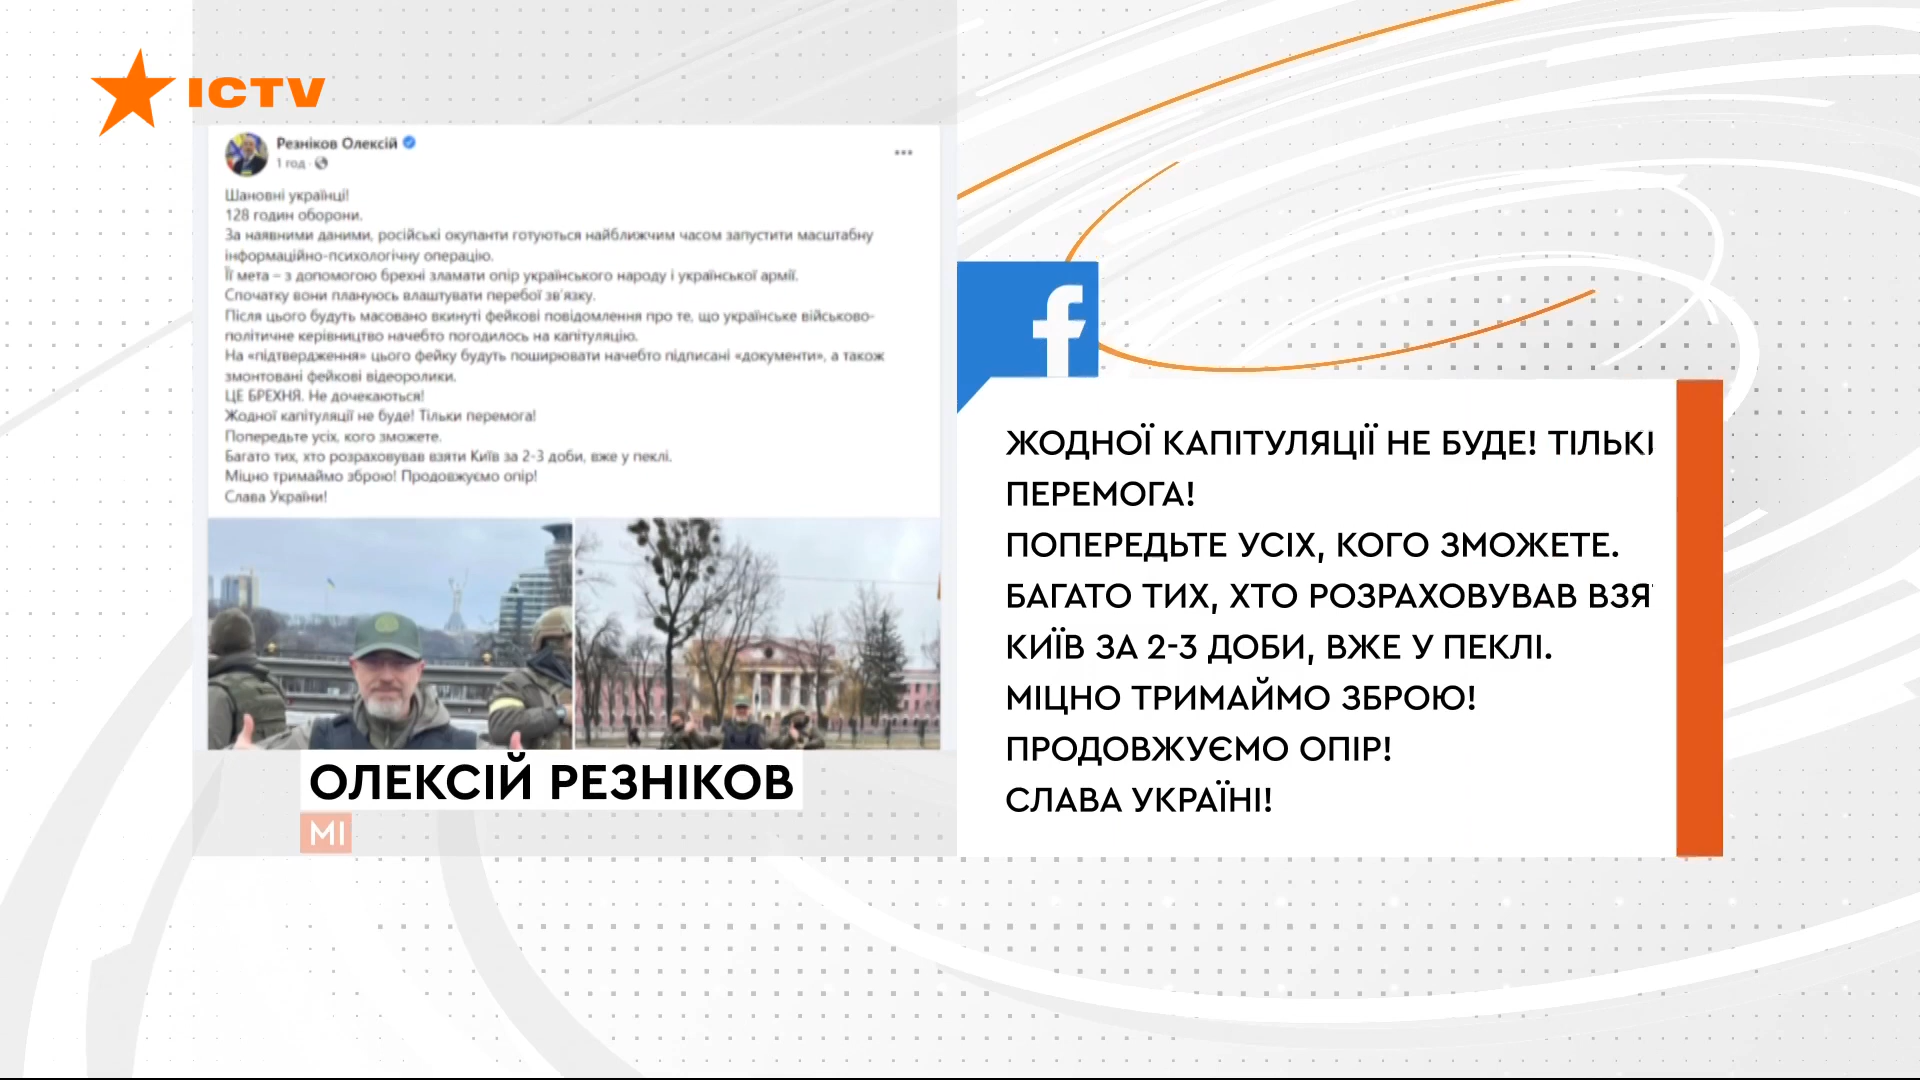 ICTV
Резніков Олексій
1 год
Шановні українці!
128 годин оборони.
За наявними даними, російські окупанти готуються найближчим часом запустити масштабну
інформаційно-психологічну операцію.
Її мета – з допомогою брехні зламати опір українського народу і української армії.
Спочатку вони плануюсь влаштувати перебої зв'язку.
Після цього будуть масовано вкинуті фейкові повідомлення про те, що українське військово-
політичне керівництво начебто погодилось на капітуляцію.
На «підтвердження» цього фейку будуть поширювати начебто підписані «документи», а також
змонтовані фейкові відеоролики.
ЦЕ БРЕХНЯ. Не дочекаються!
Жодної капітуляції не буде! Тільки перемога!
Попередьте усіх, кого зможете.
Багато тих, хто розраховував взяти Київ за 2-3 доби, вже у пеклі.
Міцно тримаймо зброю! Продовжуємо опір!
Слава України!
ОЛЕКСІЙ РЕЗНІКОВ
МІ
f
ЖОДНОЇ КАПІТУЛЯЦІЇ НЕ БУДЕ! ТІЛЬКИ
ПЕРЕМОГА!
ПОПЕРЕДЬТЕ УСІХ, КОГО ЗМОЖЕТЕ.
БАГАТО ТИХ, ХТО РОЗРАХОВУВАВ ВЗЯ
КИЇВ ЗА 2-3 ДОБИ, ВЖЕ У ПЕКЛІ.
МІЦНО ТРИМАЙМО ЗБРОЮ!
ПРОДОВЖУЄМО ОПІР!
СЛАВА УКРАЇНІ!